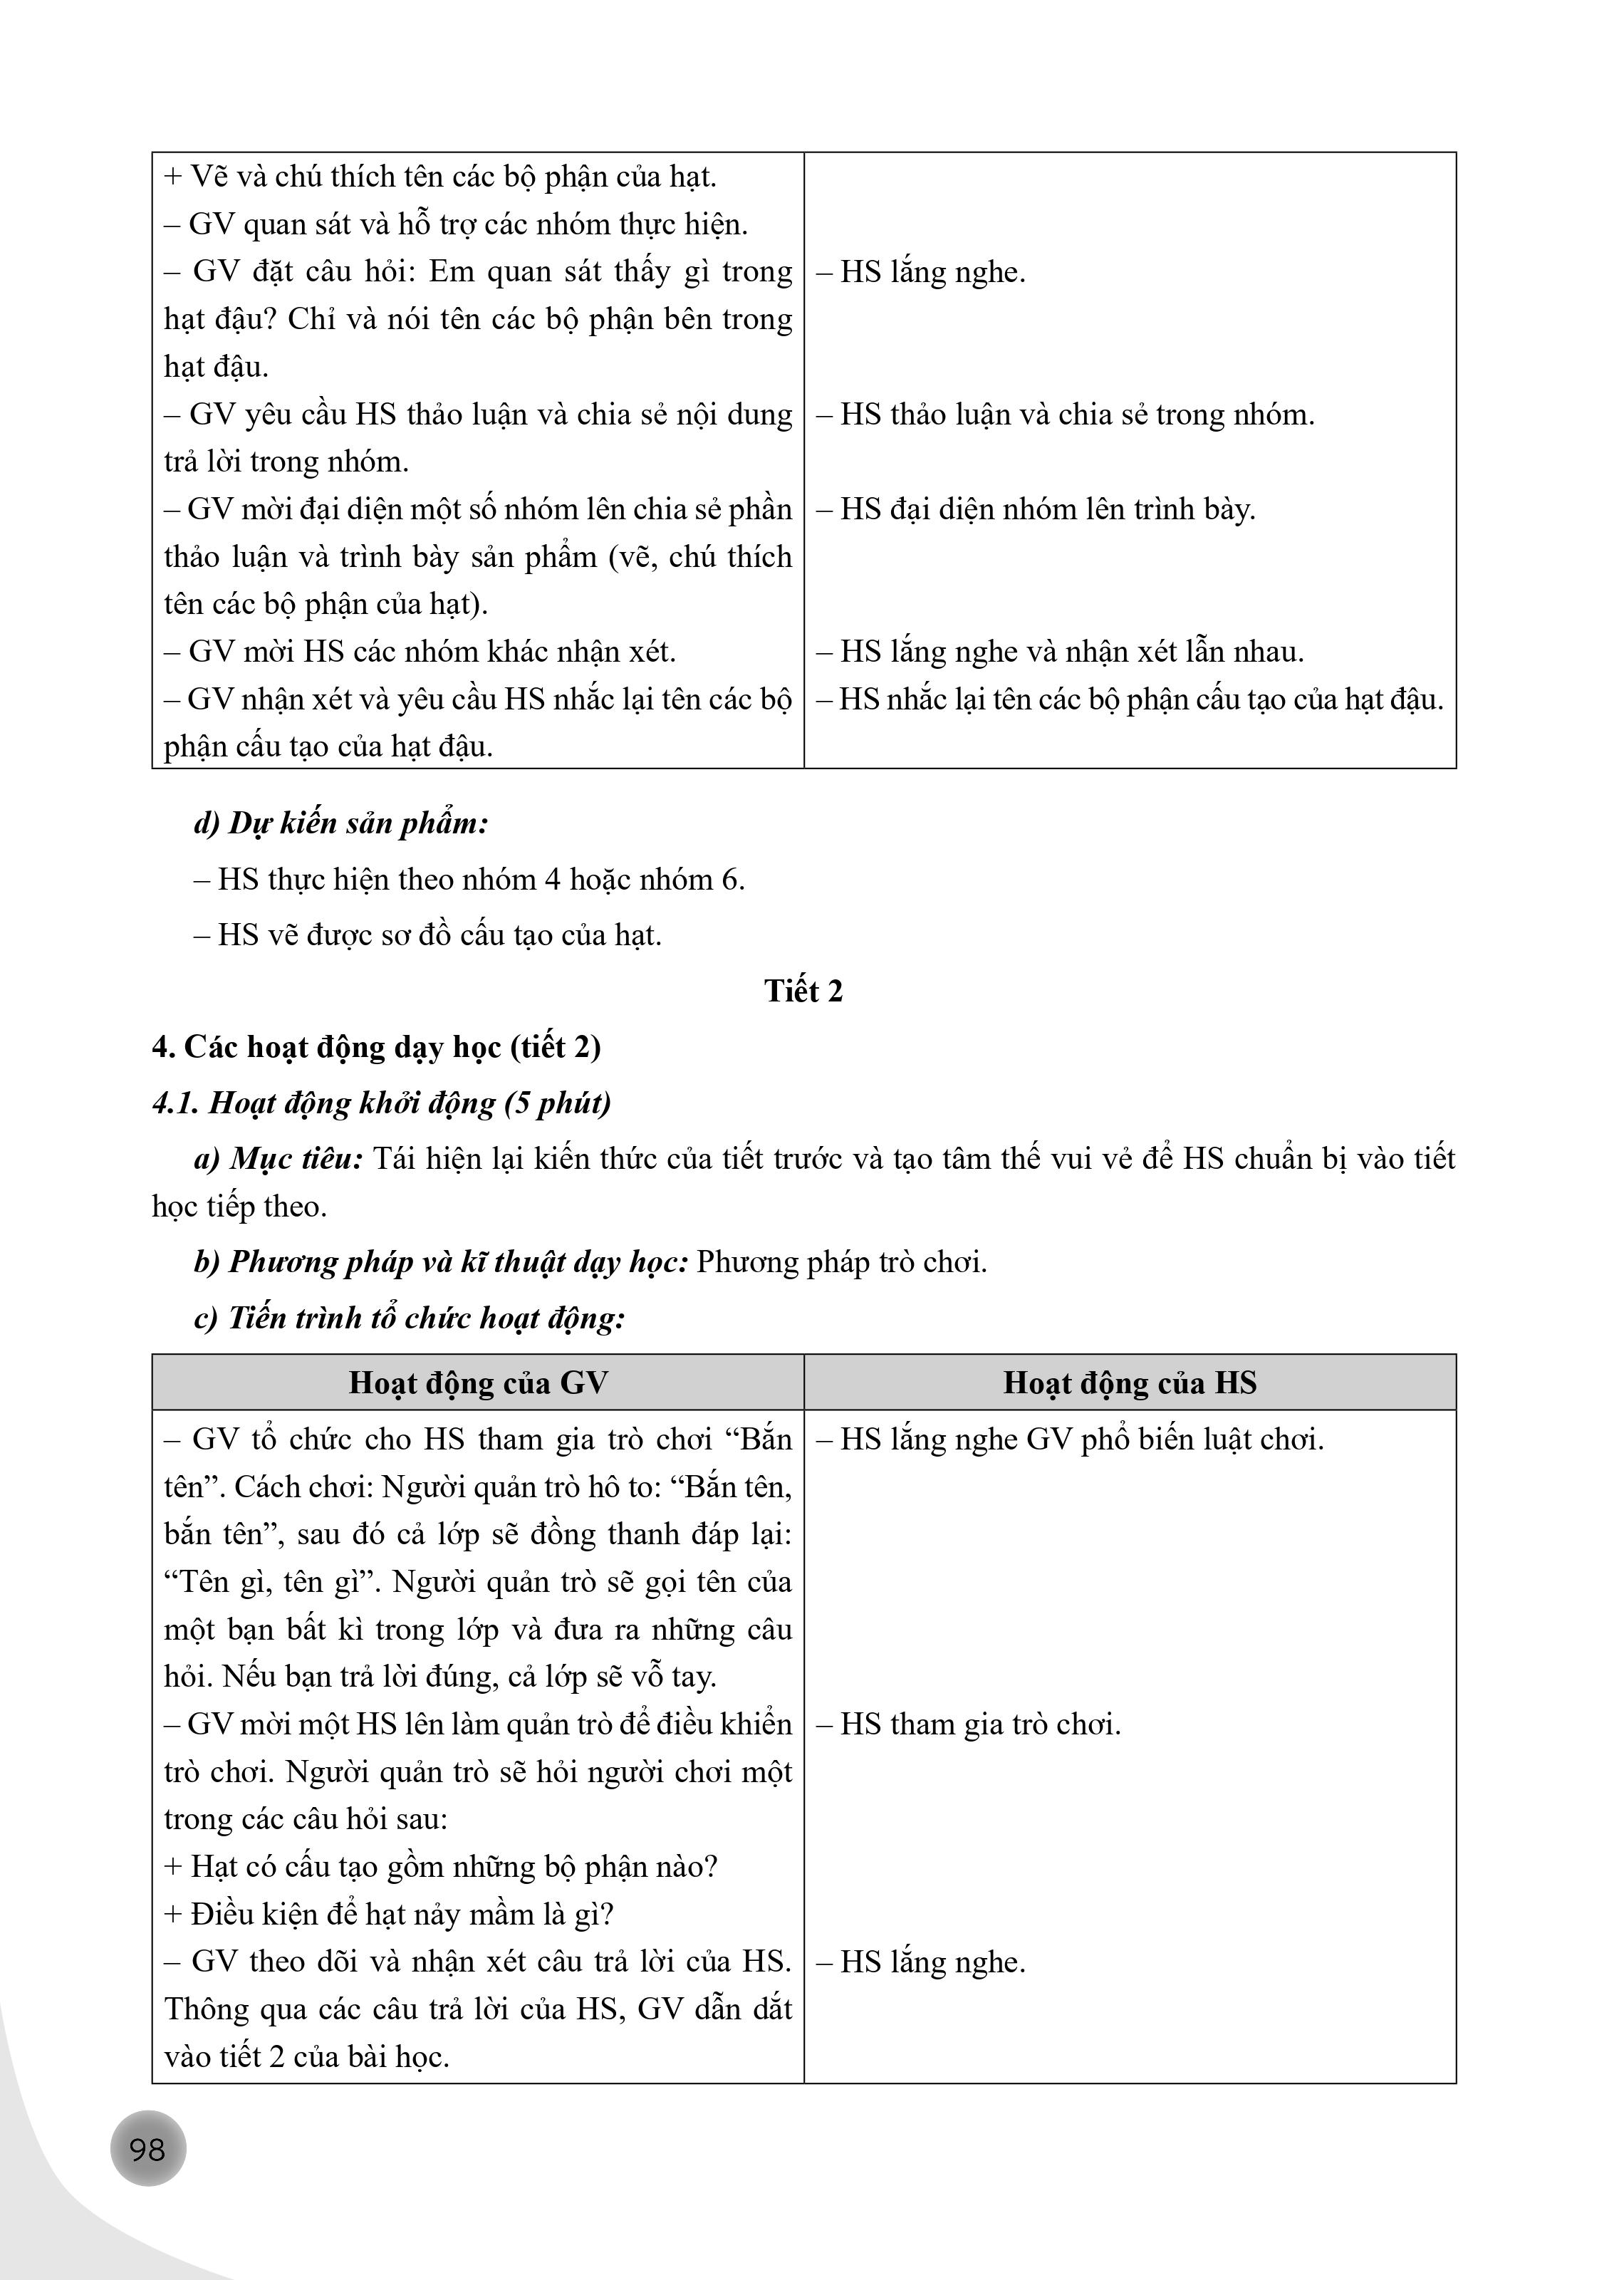 + Vẽ và chú thích tên các bộ phận của hạt.
– GV quan sát và hỗ trợ các nhóm thực hiện.
– GV đặt câu hỏi: Em quan sát thấy gì trong
hạt đậu? Chỉ và nói tên các bộ phận bên trong
hạt đậu.
– GV yêu cầu HS thảo luận và chia sẻ nội dung
trả lời trong nhóm.
– GV mời đại diện một số nhóm lên chia sẻ phần
thảo luận và trình bày sản phẩm (vẽ, chú thích
tên các bộ phận của hạt).
– GV mời HS các nhóm khác nhận xét.
– GV nhận xét và yêu cầu HS nhắc lại tên các bộ
phận cấu tạo của hạt đậu.
– HS lắng nghe.
– HS thảo luận và chia sẻ trong nhóm.
– HS đại diện nhóm lên trình bày.
– HS lắng nghe và nhận xét lẫn nhau.
– HS nhắc lại tên các bộ phận cấu tạo của hạt đậu.
d) Dự kiến sản phẩm:
– HS thực hiện theo nhóm 4 hoặc nhóm 6.
– HS vẽ được sơ đồ cấu tạo của hạt.
Tiết 2
4. Các hoạt động dạy học (tiết 2)
4.1. Hoạt động khởi động (5 phút)
a) Mục tiêu: Tái hiện lại kiến thức của tiết trước và tạo tâm thế vui vẻ để HS chuẩn bị vào tiết
học tiếp theo.
b) Phương pháp và kĩ thuật dạy học: Phương pháp trò chơi.
c) Tiến trình tổ chức hoạt động:
Hoạt động của GV
Hoạt động của HS
– GV tổ chức cho HS tham gia trò chơi “Bắn
tên”. Cách chơi: Người quản trò hô to: “Bắn tên,
bắn tên”, sau đó cả lớp sẽ đồng thanh đáp lại:
“Tên gì, tên gì”. Người quản trò sẽ gọi tên của
một bạn bất kì trong lớp và đưa ra những câu
hỏi. Nếu bạn trả lời đúng, cả lớp sẽ vỗ tay.
– GV mời một HS lên làm quản trò để điều khiển
trò chơi. Người quản trò sẽ hỏi người chơi một
trong các câu hỏi sau:
+ Hạt có cấu tạo gồm những bộ phận nào?
+ Điều kiện để hạt nảy mầm là gì?
– GV theo dõi và nhận xét câu trả lời của HS.
Thông qua các câu trả lời của HS, GV dẫn dắt
vào tiết 2 của bài học.
– HS lắng nghe GV phổ biến luật chơi.
– HS tham gia trò chơi.
– HS lắng nghe.
98